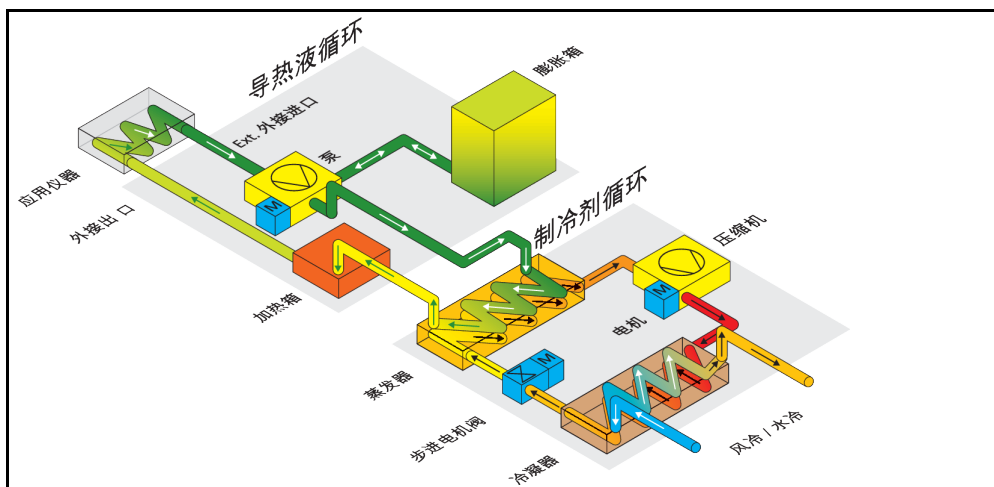 导热液循环
膨胀箱
Ext. 外接进口
泵
应用仪器
M
外接出 口
制冷剂循环
压缩机
加热箱
M
电机
蒸发器
M
步进电机阀
风冷 / 水冷
冷凝器